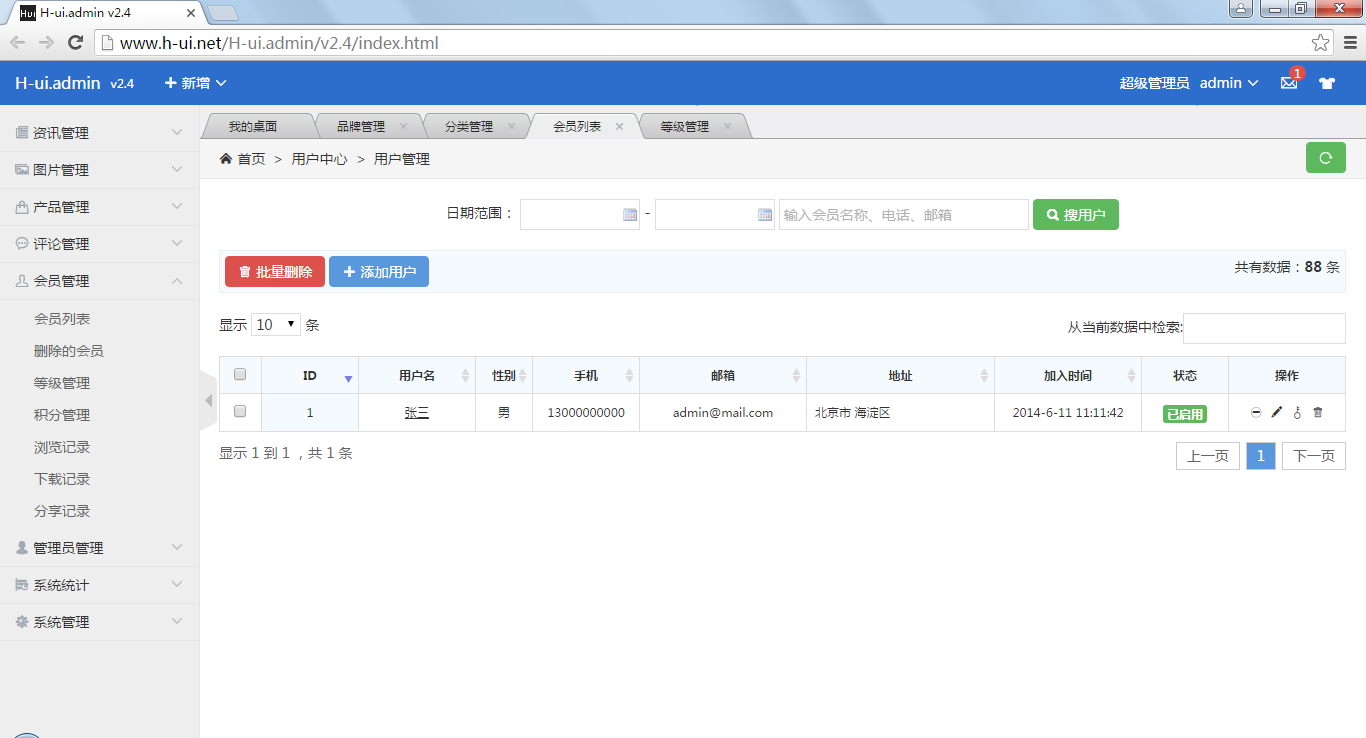 H-ui.admin v2.4
www.h-ui.net/H-ui.admin/v2.4/index.html
H-ui.admin v2.4 新增 超级管理员 admin 1
资讯管理
图片管理
产品管理
评论管理
会员管理
会员列表
删除的会员
等级管理
积分管理
浏览记录
下载记录
分享记录
管理员管理
系统统计
系统管理
我的桌面 品牌管理 分类管理 会员列表 等级管理
首页 > 用户中心 > 用户管理
日期范围: - 输入会员名称、电话、邮箱 搜用户
批量删除 添加用户 共有数据:88 条
显示 10 条 从当前数据中检索:
ID 用户名 性别 手机 邮箱 地址 加入时间 状态 操作
1 张三 男 13000000000 admin@mail.com 北京市 海淀区 2014-6-11 11:11:42 已启用
显示 1 到 1 ,共 1 条 上一页 1 下一页